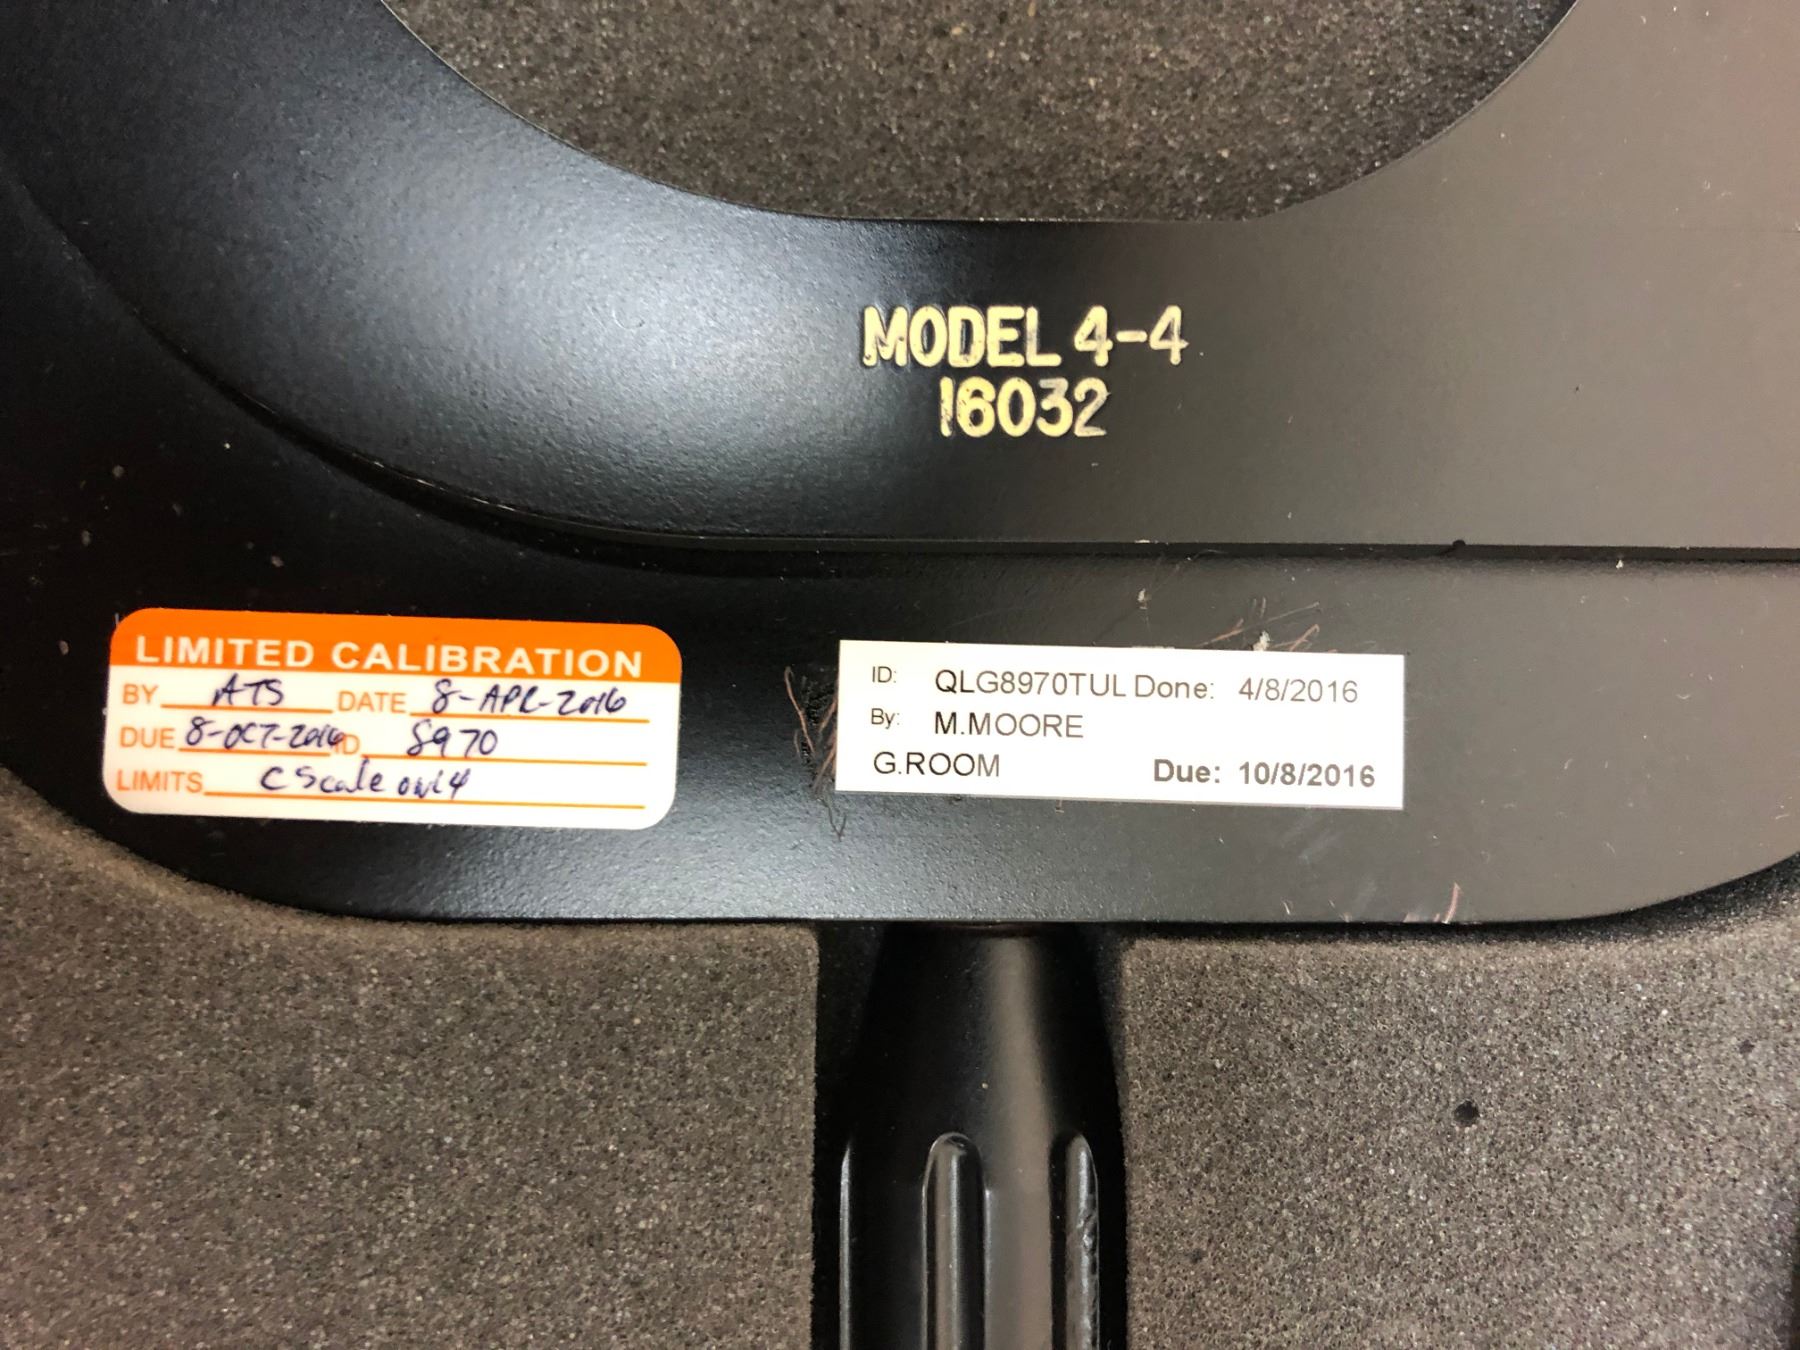 MODEL 4-4
16032
LIMITED CALIBRATION
BY ATS DATE 8-APR-2016
DUE 8-OCT-2016 ID 8970
LIMITS C Scale only
ID: QLG8970TUL Done: 4/8/2016
By: M.MOORE
G.ROOM Due: 10/8/2016